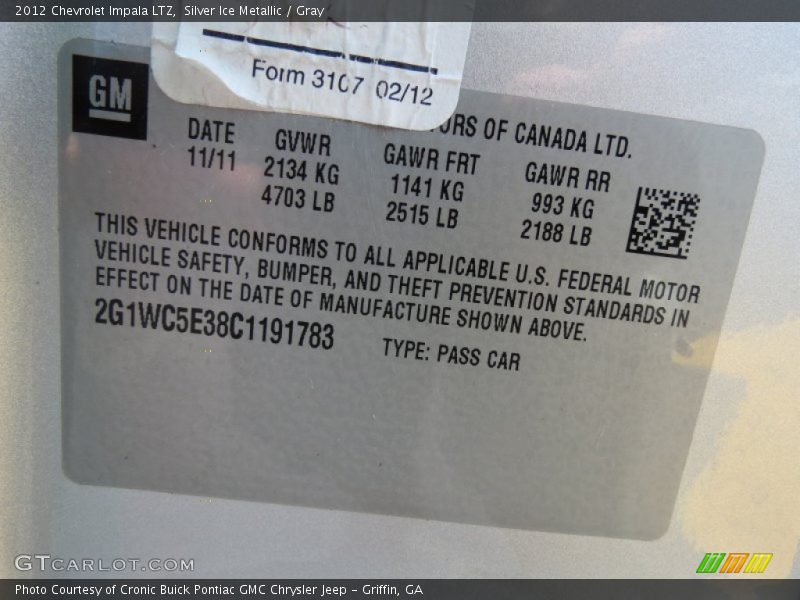 2012 Chevrolet Impala LTZ, Silver Ice Metallic / Gray
Form 3107 02/12
GM
OF CANADA LTD.
DATE GVWR GAWR FRT GAWR RR
11/11 2134 KG 1141 KG 993 KG
4703 LB 2515 LB 2188 LB
THIS VEHICLE CONFORMS TO ALL APPLICABLE U.S. FEDERAL MOTOR
VEHICLE SAFETY, BUMPER, AND THEFT PREVENTION STANDARDS IN
EFFECT ON THE DATE OF MANUFACTURE SHOWN ABOVE.
2G1WC5E38C1191783 TYPE: PASS CAR
GTCARLOT.COM
Photo Courtesy of Cronic Buick Pontiac GMC Chrysler Jeep - Griffin, GA